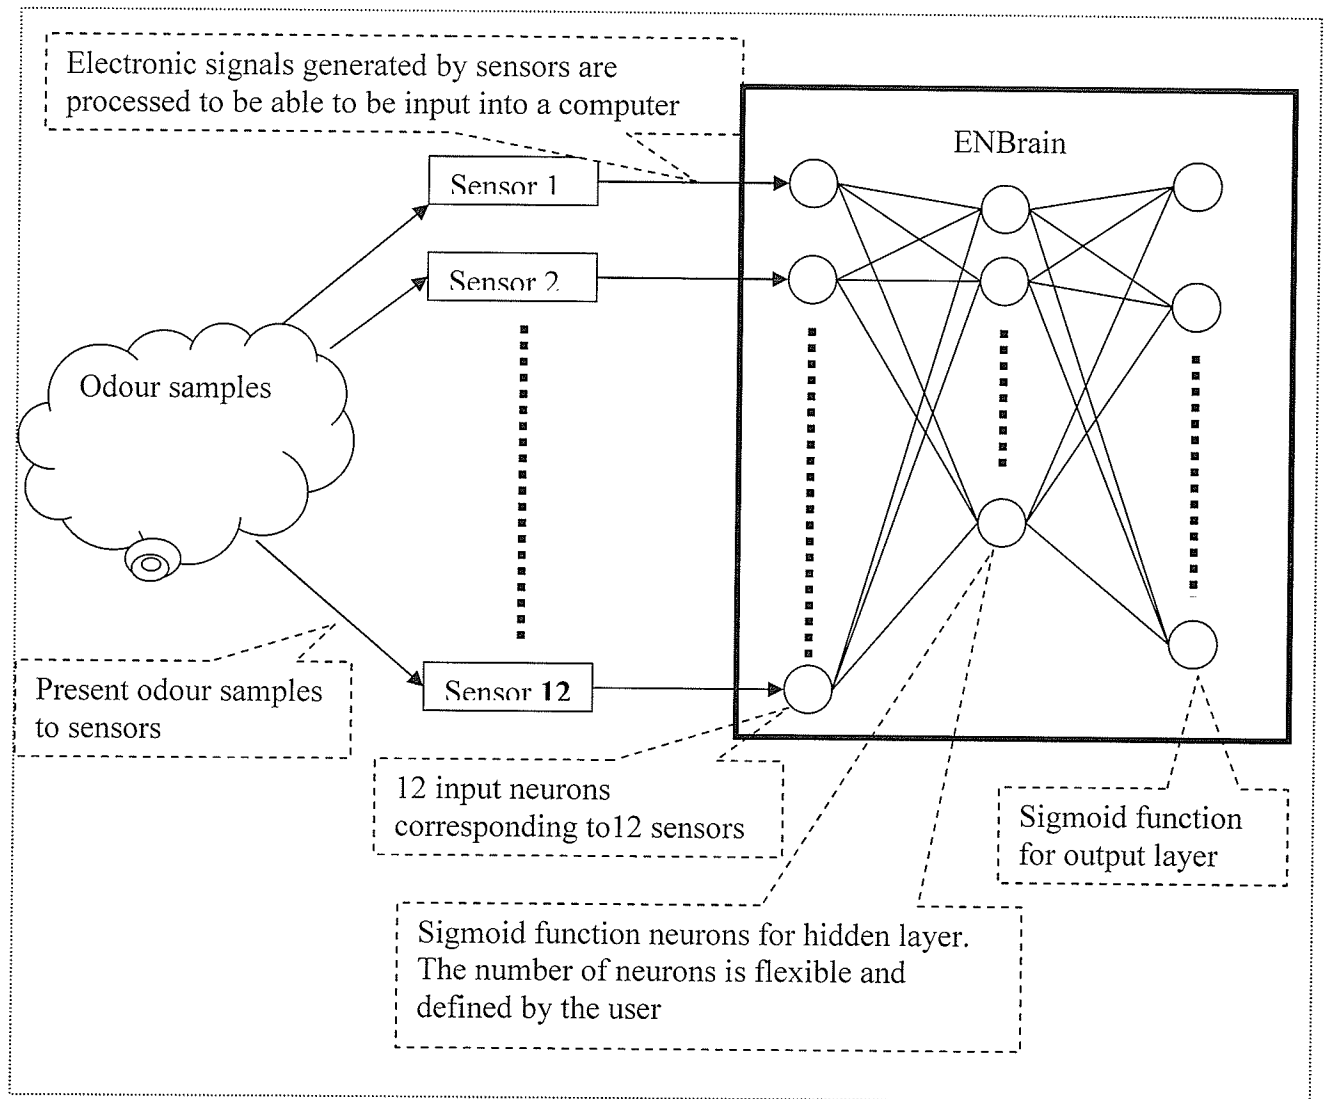 Electronic signals generated by sensors are
processed to be able to be input into a computer
ENBrain
Sensor 1
Sensor 2
Odour samples
Sensor 12
Present odour samples
to sensors
12 input neurons
corresponding to12 sensors
Sigmoid function
for output layer
Sigmoid function neurons for hidden layer.
The number of neurons is flexible and
defined by the user